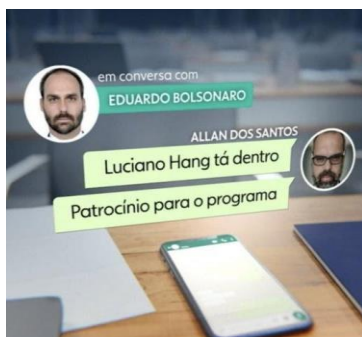 em conversa com
EDUARDO BOLSONARO
ALLAN DOS SANTOS
Luciano Hang tá dentro
Patrocínio para o programa